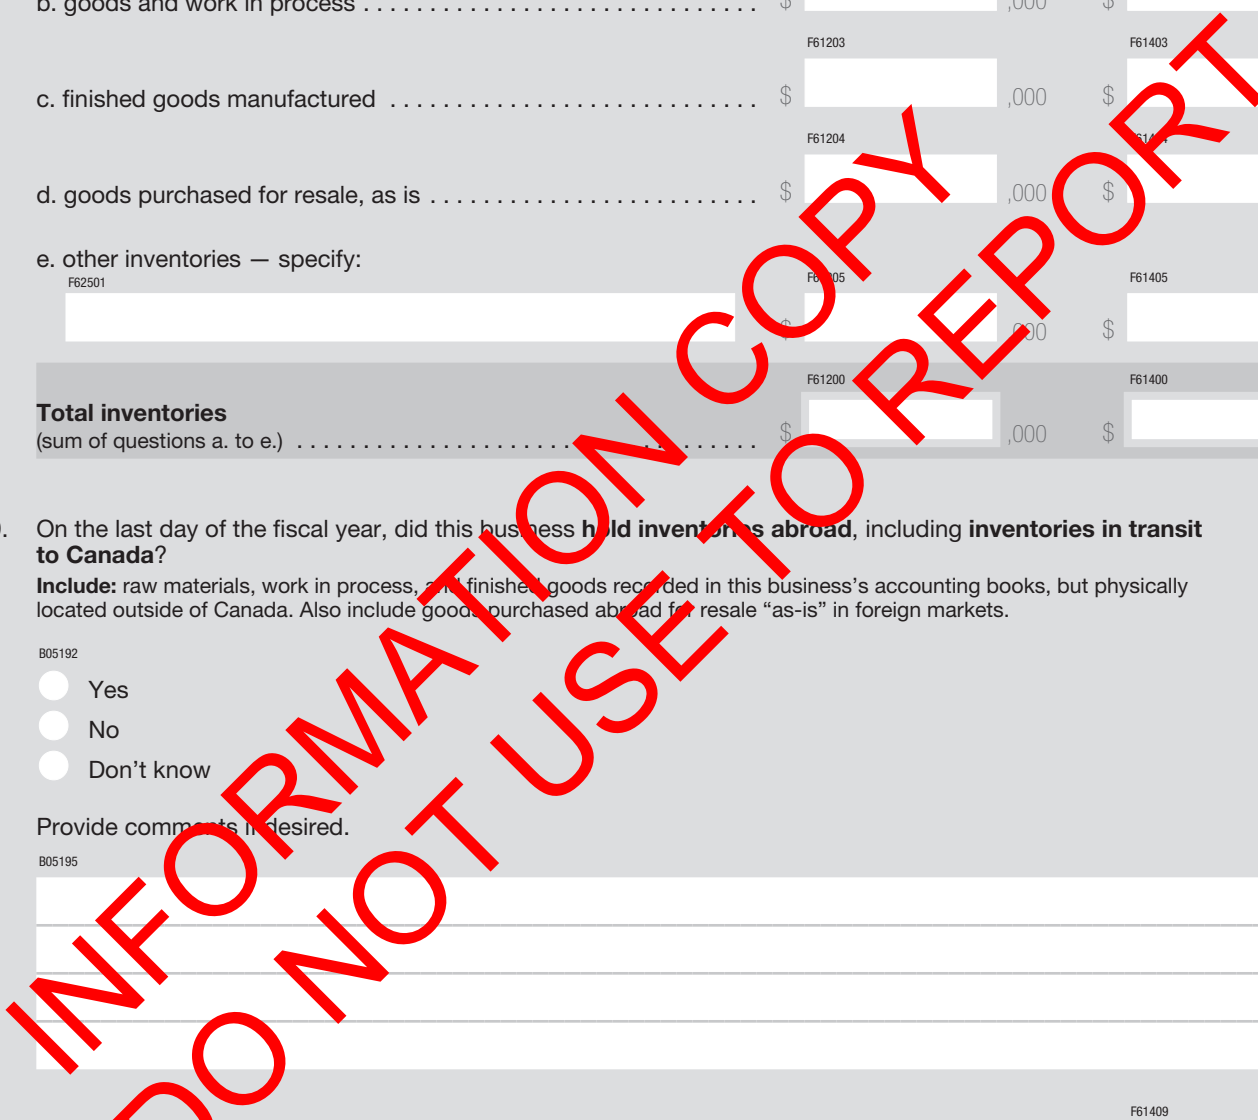 b. goods and work in process . . . . . . . . . . . . . . . . . . . . . . . . . . . . . . $ ,000 $
F61203 F61403
c. finished goods manufactured . . . . . . . . . . . . . . . . . . . . . . . . . . . . $ ,000 $
F61204
d. goods purchased for resale, as is . . . . . . . . . . . . . . . . . . . . . . . . . $ ,000 $
e. other inventories — specify:
F62501 F61405
$ ,000 $
F61200 F61400
Total inventories
(sum of questions a. to e.) . . . . . . . . . . . . . . . . . . . . . . . . . . . . . . . . . . . $ ,000 $
On the last day of the fiscal year, did this business hold inventories abroad, including inventories in transit
to Canada?
Include: raw materials, work in process, and finished goods recorded in this business’s accounting books, but physically
located outside of Canada. Also include goods purchased abroad for resale “as-is” in foreign markets.
B05192
Yes
No
Don’t know
Provide comments if desired.
B05195
F61409
INFORMATION COPY
DO NOT USE TO REPORT